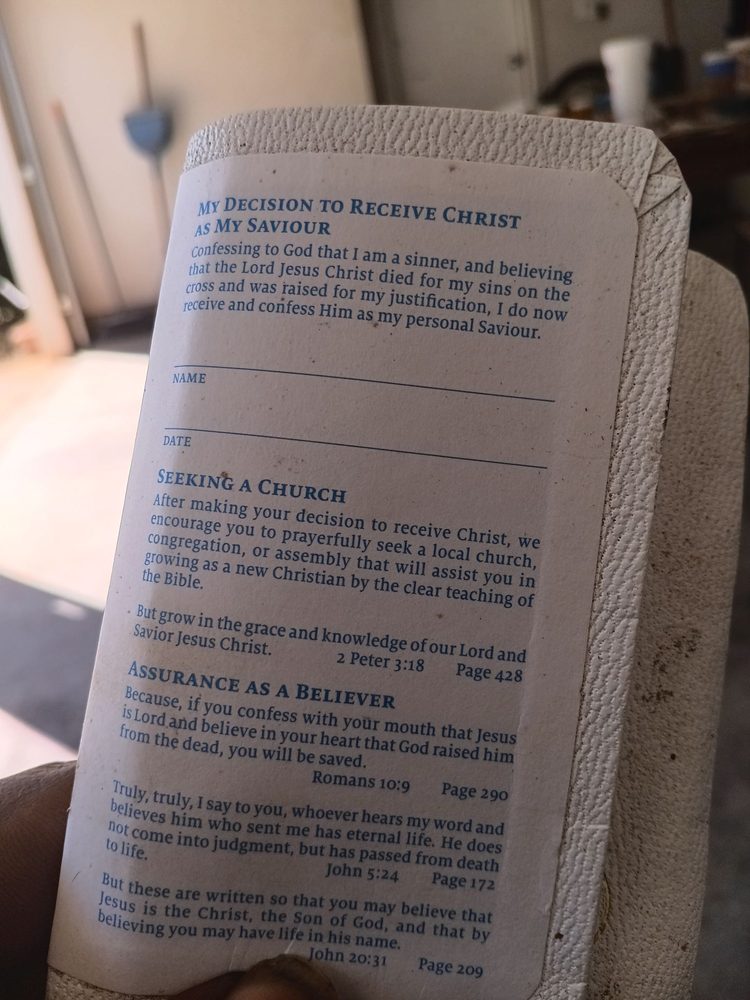 MY DECISION TO RECEIVE CHRIST
AS MY SAVIOUR
Confessing to God that I am a sinner, and believing
that the Lord Jesus Christ died for my sins on the
cross and was raised for my justification, I do now
receive and confess Him as my personal Saviour.
NAME
DATE
SEEKING A CHURCH
After making your decision to receive Christ, we
encourage you to prayerfully seek a local church,
congregation, or assembly that will assist you in
growing as a new Christian by the clear teaching of
the Bible.
But grow in the grace and knowledge of our Lord and
Savior Jesus Christ. 2 Peter 3:18 Page 428
ASSURANCE AS A BELIEVER
Because, if you confess with your mouth that Jesus
is Lord and believe in your heart that God raised him
from the dead, you will be saved.
Romans 10:9 Page 290
Truly, truly, I say to you, whoever hears my word and
believes him who sent me has eternal life. He does
not come into judgment, but has passed from death
to life.
John 5:24 Page 172
But these are written so that you may believe that
Jesus is the Christ, the Son of God, and that by
believing you may have life in his name.
John 20:31 Page 209